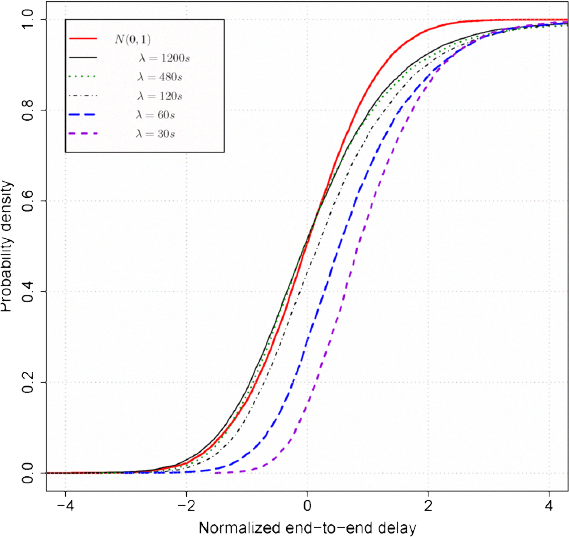 N(0, 1)
λ = 1200s
λ = 480s
λ = 120s
λ = 60s
λ = 30s
1.0
0.8
0.6
0.4
0.2
0.0
Probability density
−4
−2
0
2
4
Normalized end−to−end delay